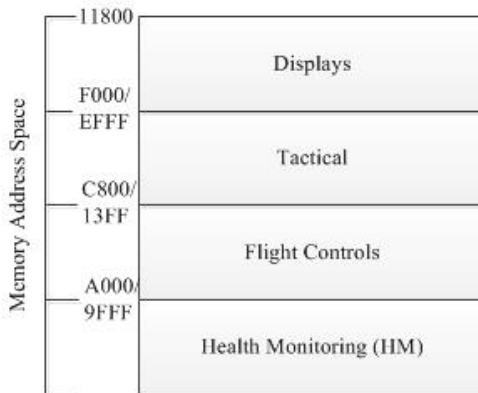 11800
Displays
F000/
EFFF
Tactical
C800/
13FF
Flight Controls
A000/
9FFF
Health Monitoring (HM)
Memory Address Space